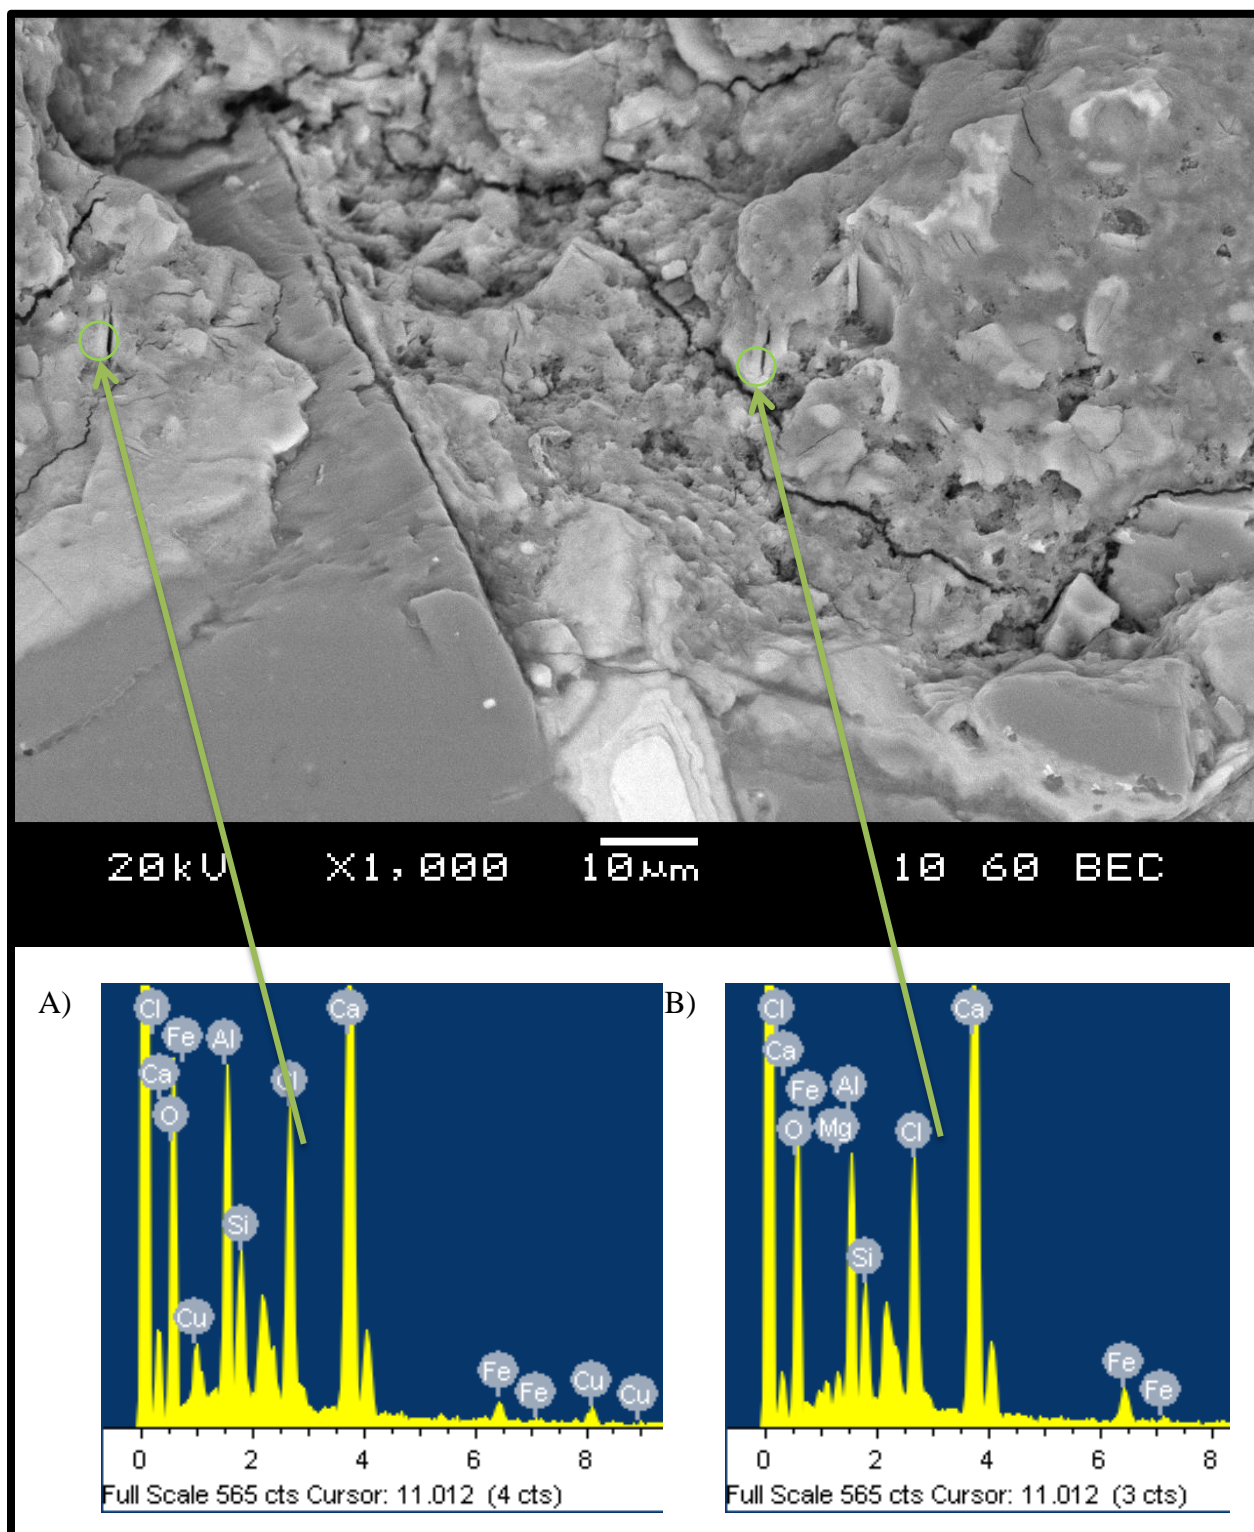 20kV X1,000 10µm 10 60 BEC
A)
Cl
Fe
Al
Ca
Ca
O
Cl
Si
Cu
Fe
Fe
Cu
Cu
0 2 4 6 8
Full Scale 565 cts Cursor: 11.012 (4 cts)
B)
Cl
Ca
Ca
Fe
Al
O
Mg
Cl
Si
Fe
Fe
0 2 4 6 8
Full Scale 565 cts Cursor: 11.012 (3 cts)